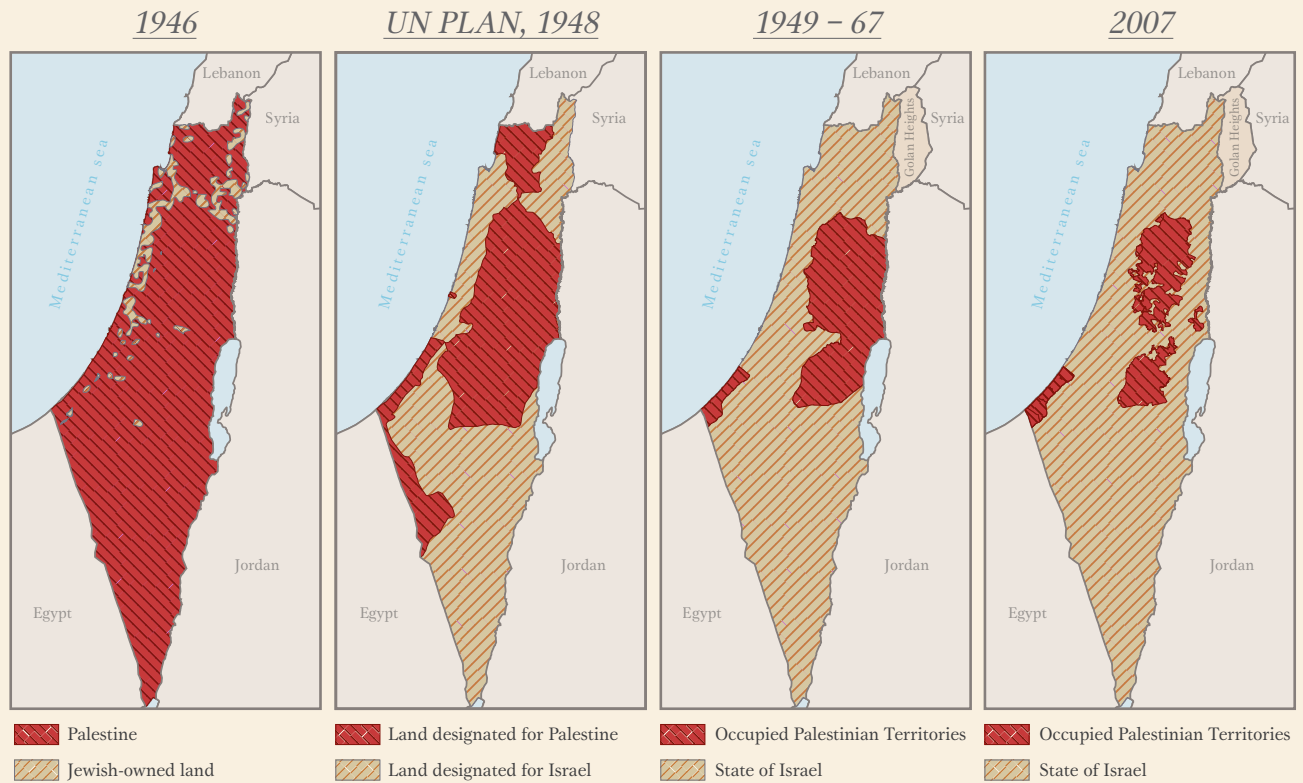 1946
UN PLAN, 1948
1949 – 67
2007
Lebanon
Syria
Mediterranean sea
Jordan
Egypt
Lebanon
Syria
Mediterranean sea
Jordan
Egypt
Lebanon
Golan Heights
Syria
Mediterranean sea
Jordan
Egypt
Lebanon
Golan Heights
Syria
Mediterranean sea
Jordan
Egypt
Palestine
Jewish-owned land
Land designated for Palestine
Land designated for Israel
Occupied Palestinian Territories
State of Israel
Occupied Palestinian Territories
State of Israel